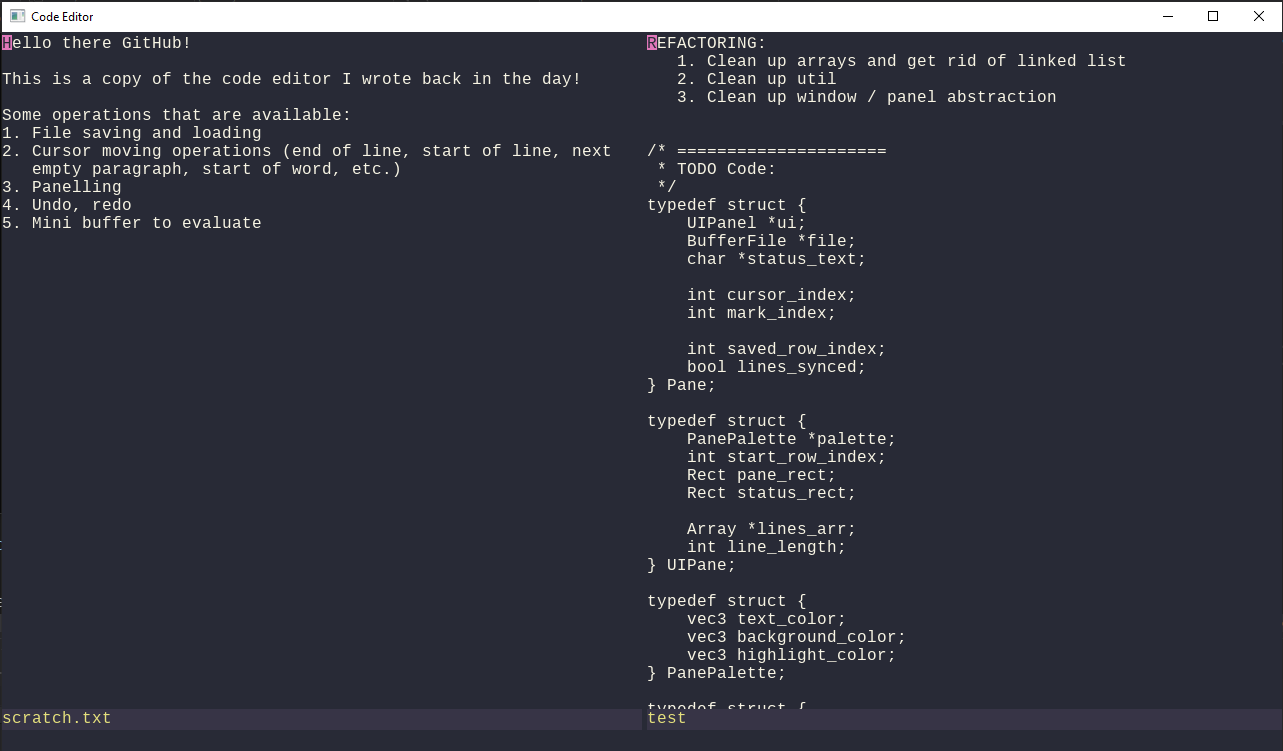 Code Editor
Hello there GitHub!
This is a copy of the code editor I wrote back in the day!
Some operations that are available:
1. File saving and loading
2. Cursor moving operations (end of line, start of line, next
   empty paragraph, start of word, etc.)
3. Panelling
4. Undo, redo
5. Mini buffer to evaluate
scratch.txt
REFACTORING:
   1. Clean up arrays and get rid of linked list
   2. Clean up util
   3. Clean up window / panel abstraction
/* =====================
 * TODO Code:
 */
typedef struct {
    UIPanel *ui;
    BufferFile *file;
    char *status_text;
    int cursor_index;
    int mark_index;
    int saved_row_index;
    bool lines_synced;
} Pane;
typedef struct {
    PanePalette *palette;
    int start_row_index;
    Rect pane_rect;
    Rect status_rect;
    Array *lines_arr;
    int line_length;
} UIPane;
typedef struct {
    vec3 text_color;
    vec3 background_color;
    vec3 highlight_color;
} PanePalette;
typedef struct {
test